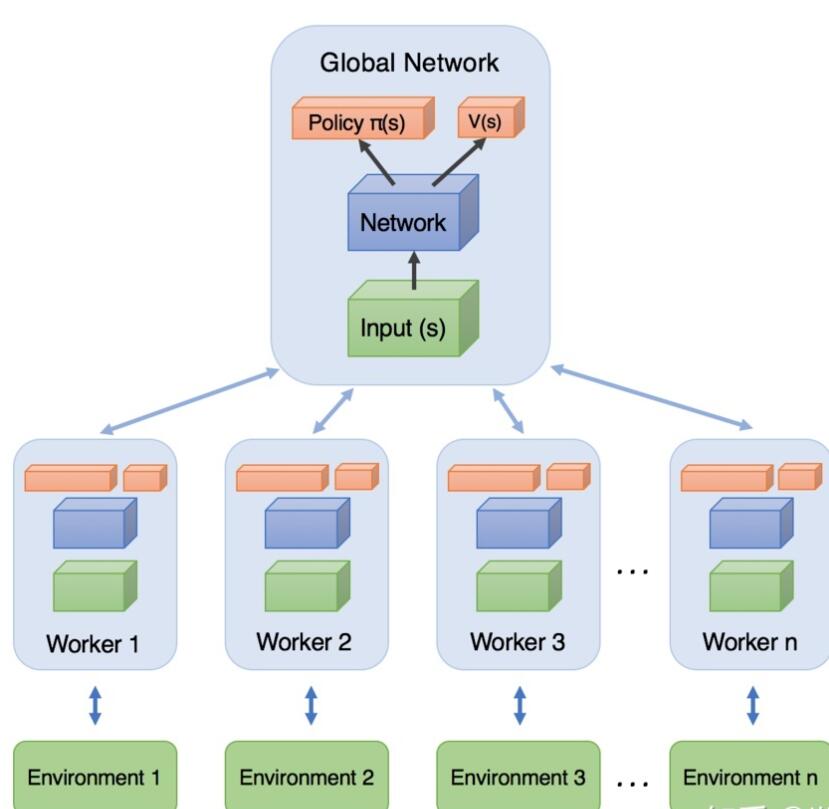 Global Network
Policy π(s)
V(s)
Network
Input (s)
...
Worker 1
Worker 2
Worker 3
Worker n
Environment 1
Environment 2
Environment 3
...
Environment n